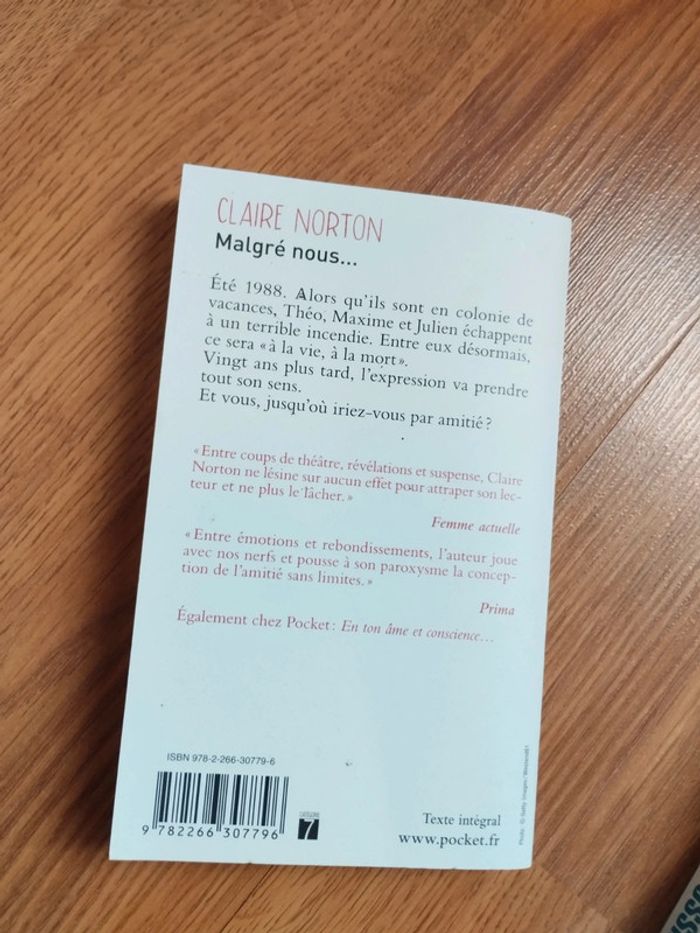 CLAIRE NORTON
Malgré nous...
Été 1988. Alors qu'ils sont en colonie de
vacances, Théo, Maxime et Julien échappent
à un terrible incendie. Entre eux désormais,
ce sera « à la vie, à la mort ».
Vingt ans plus tard, l'expression va prendre
tout son sens.
Et vous, jusqu'où iriez-vous par amitié ?
« Entre coups de théâtre, révélations et suspense, Claire
Norton ne lésine sur aucun effet pour attraper son lec-
teur et ne plus le lâcher. »
Femme actuelle
« Entre émotions et rebondissements, l'auteur joue
avec nos nerfs et pousse à son paroxysme la concep-
tion de l'amitié sans limites. »
Prima
Également chez Pocket : En ton âme et conscience...
ISBN 978-2-266-30779-6
9 782266 307796
CATÉGORIE
7
Texte intégral
www.pocket.fr
Photo : © Getty Images /